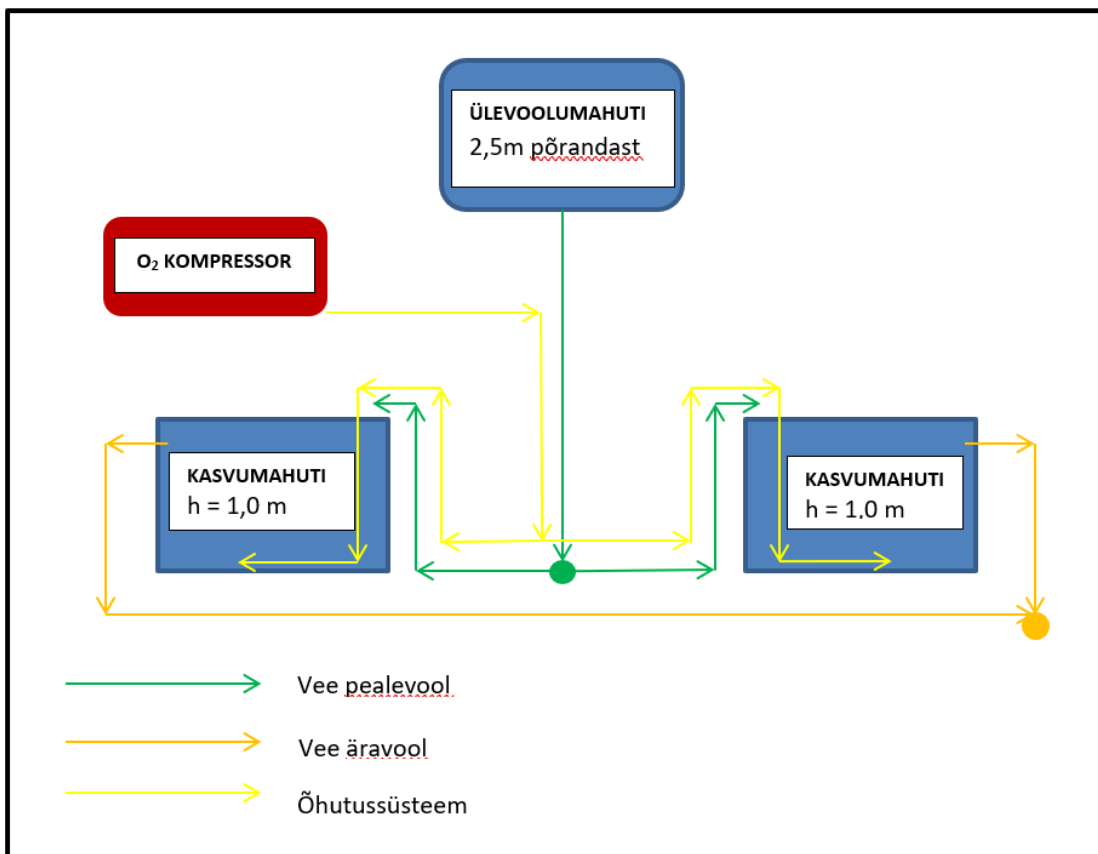 ÜLEVOOLUMAHUTI
2,5m põrandast
O₂ KOMPRESSOR
KASVUMAHUTI
h = 1,0 m
KASVUMAHUTI
h = 1,0 m
Vee pealevool
Vee äravool
Õhutussüsteem